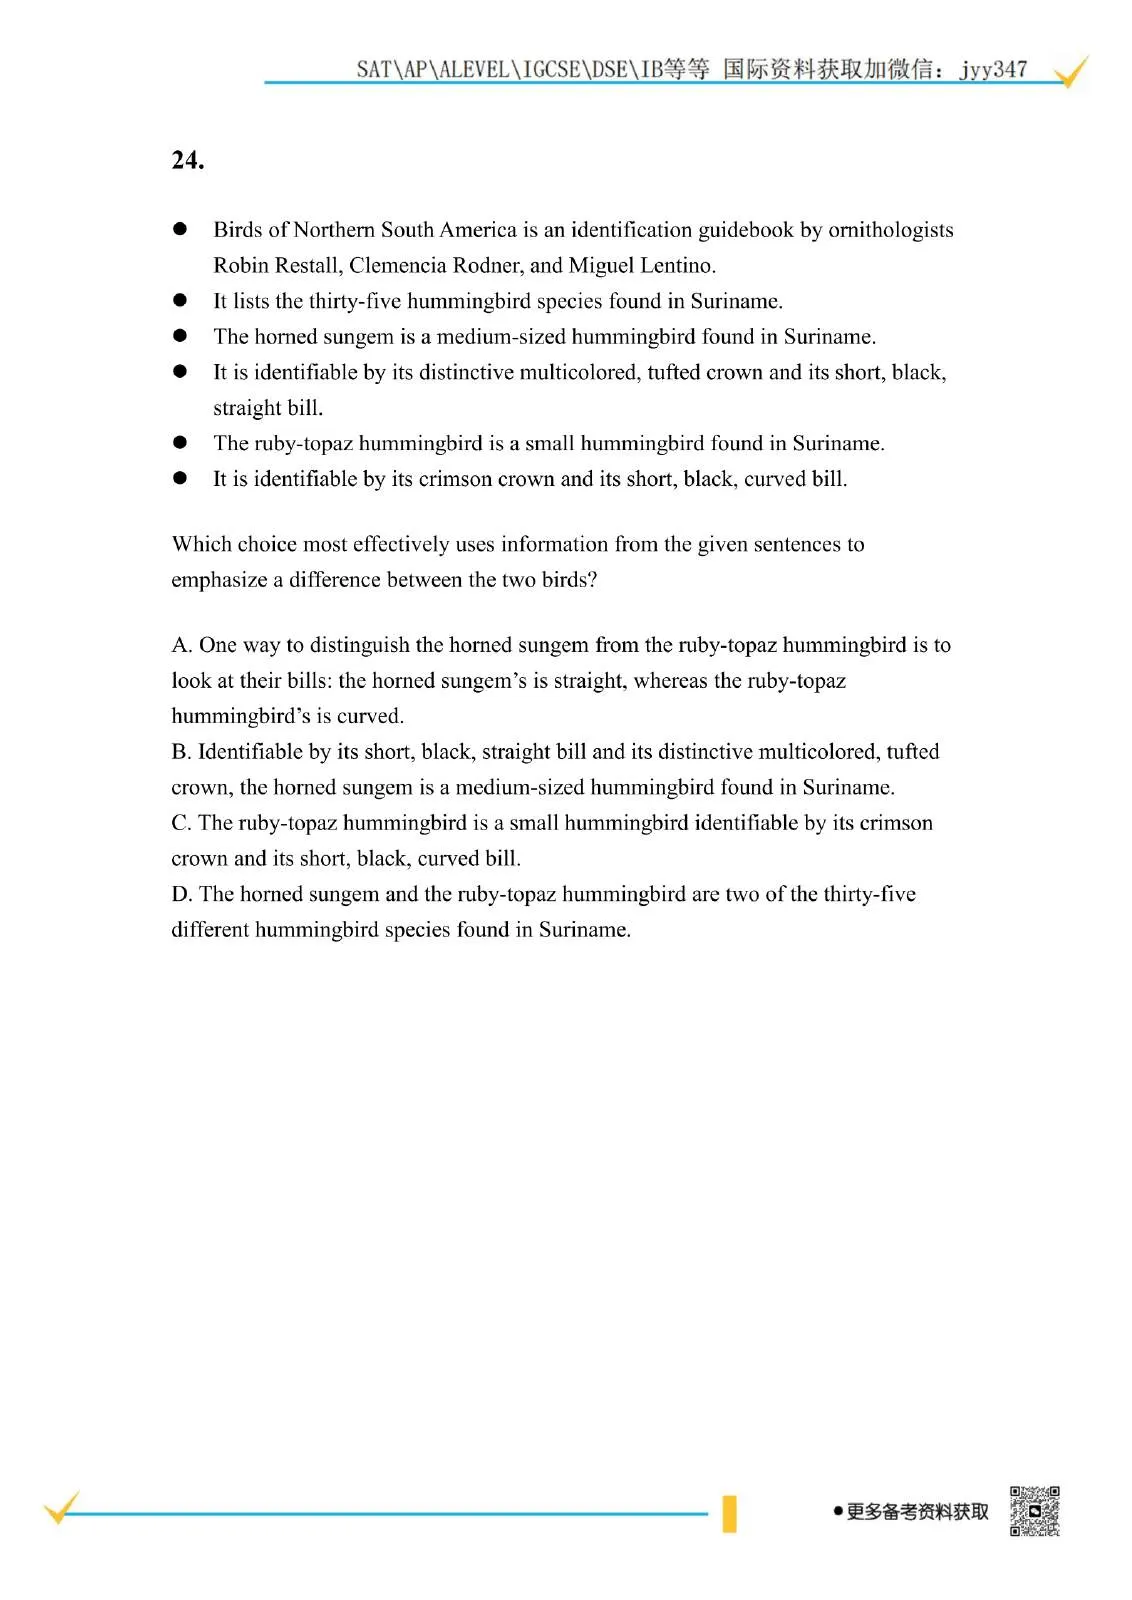 SAT\AP\ALEVEL\IGCSE\DSE\IB等等 国际资料获取加微信：jyy347
24.
● Birds of Northern South America is an identification guidebook by ornithologists
Robin Restall, Clemencia Rodner, and Miguel Lentino.
● It lists the thirty-five hummingbird species found in Suriname.
● The horned sungem is a medium-sized hummingbird found in Suriname.
● It is identifiable by its distinctive multicolored, tufted crown and its short, black,
straight bill.
● The ruby-topaz hummingbird is a small hummingbird found in Suriname.
● It is identifiable by its crimson crown and its short, black, curved bill.
Which choice most effectively uses information from the given sentences to
emphasize a difference between the two birds?
A. One way to distinguish the horned sungem from the ruby-topaz hummingbird is to
look at their bills: the horned sungem’s is straight, whereas the ruby-topaz
hummingbird’s is curved.
B. Identifiable by its short, black, straight bill and its distinctive multicolored, tufted
crown, the horned sungem is a medium-sized hummingbird found in Suriname.
C. The ruby-topaz hummingbird is a small hummingbird identifiable by its crimson
crown and its short, black, curved bill.
D. The horned sungem and the ruby-topaz hummingbird are two of the thirty-five
different hummingbird species found in Suriname.
●更多备考资料获取